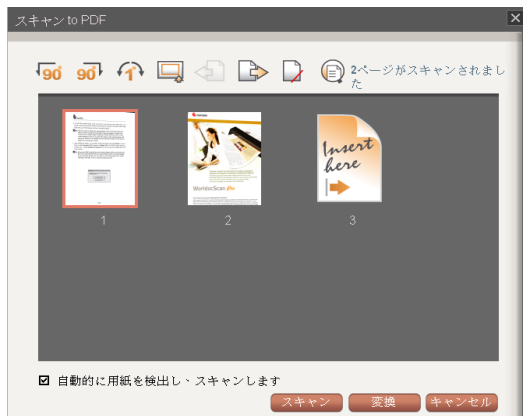 スキャン to PDF
90° 90° 1
2ページがスキャンされまし
た
Insert
here
WorldocScan Pro
1 2 3
自動的に用紙を検出し、スキャンします
スキャン 変換 キャンセル